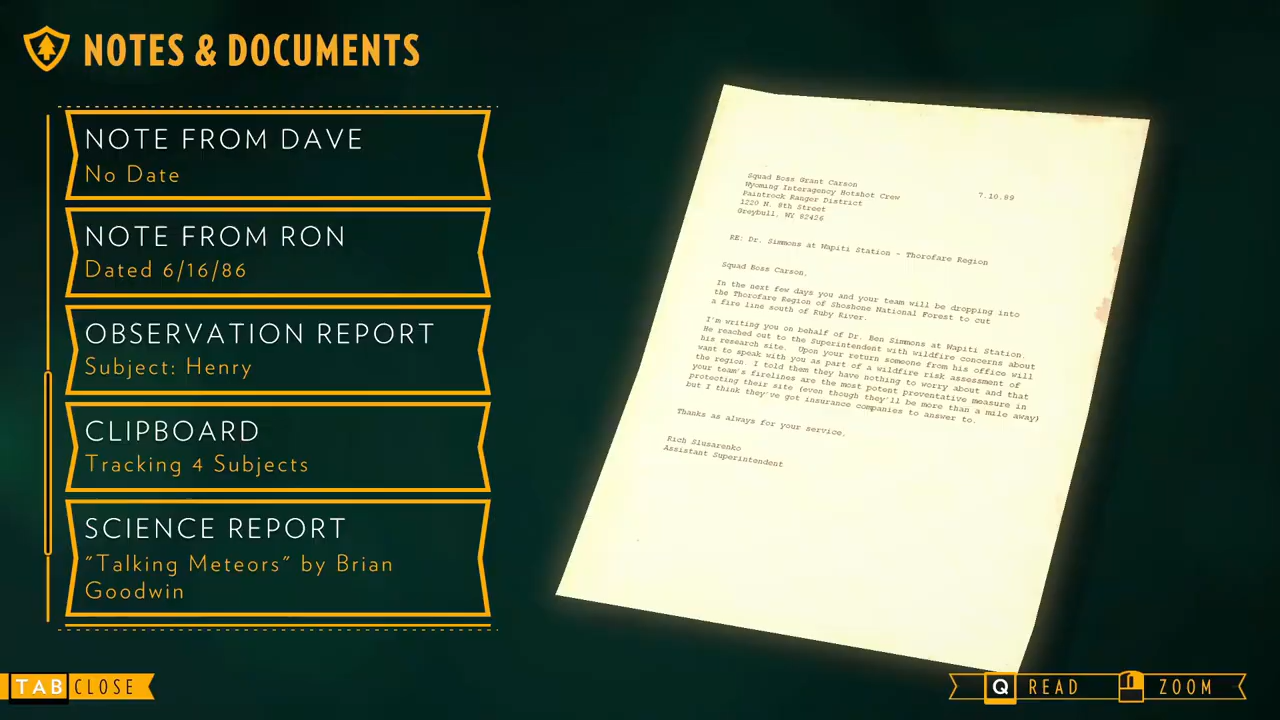 NOTES & DOCUMENTS
NOTE FROM DAVE
No Date
NOTE FROM RON
Dated 6/16/86
OBSERVATION REPORT
Subject: Henry
CLIPBOARD
Tracking 4 Subjects
SCIENCE REPORT
"Talking Meteors" by Brian
Goodwin
Squad Boss Grant Carson
Wyoming Interagency Hotshot Crew
Paintrock Ranger District
1220 N. 8th Street
Greybull, WY 82426
7.10.89
RE: Dr. Simmons at Wapiti Station - Thorofare Region
Squad Boss Carson,
In the next few days you and your team will be dropping into
the Thorofare Region of Shoshone National Forest to cut
a fire line south of Ruby River.
I'm writing you on behalf of Dr. Ben Simmons at Wapiti Station.
He reached out to the Superintendent with wildfire concerns about
his research site. Upon your return someone from his office will
want to speak with you as part of a wildfire risk assessment of
the region. I told them they have nothing to worry about and that
your team's firelines are the most potent preventative measure in
protecting their site (even though they'll be more than a mile away)
but I think they've got insurance companies to answer to.
Thanks as always for your service,
Rich Slusarenko
Assistant Superintendent
TAB CLOSE
Q READ
ZOOM